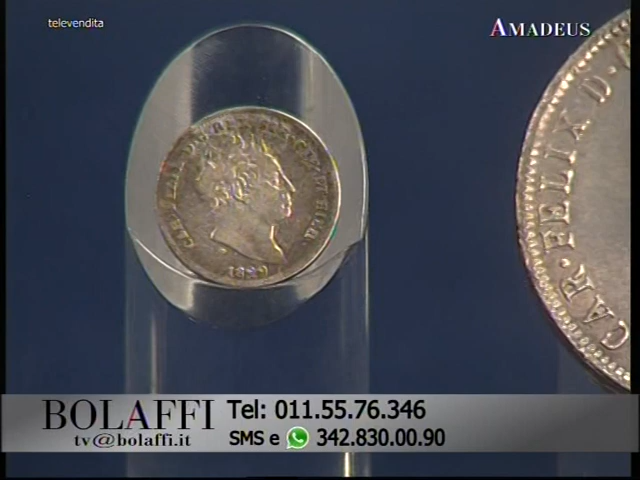 televendita
AMADEUS
1829
CAR · FELIX D
BOLAFFI
tv@bolaffi.it
Tel: 011.55.76.346
SMS e 342.830.00.90